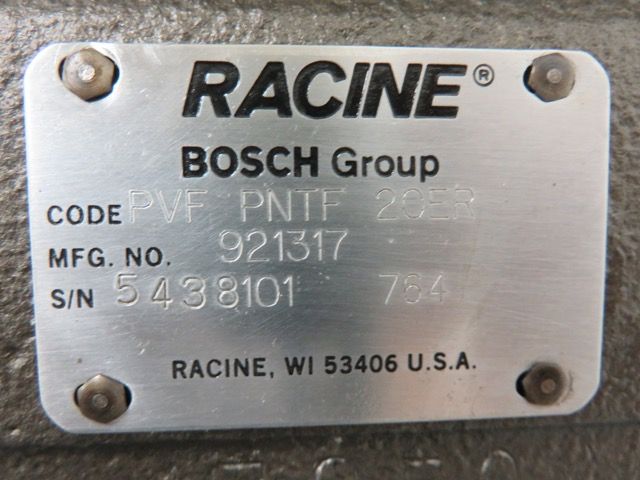 RACINE®
BOSCH Group
CODE PVF PNTF 20ER
MFG. NO. 921317
S/N 5438101 764
RACINE, WI 53406 U.S.A.